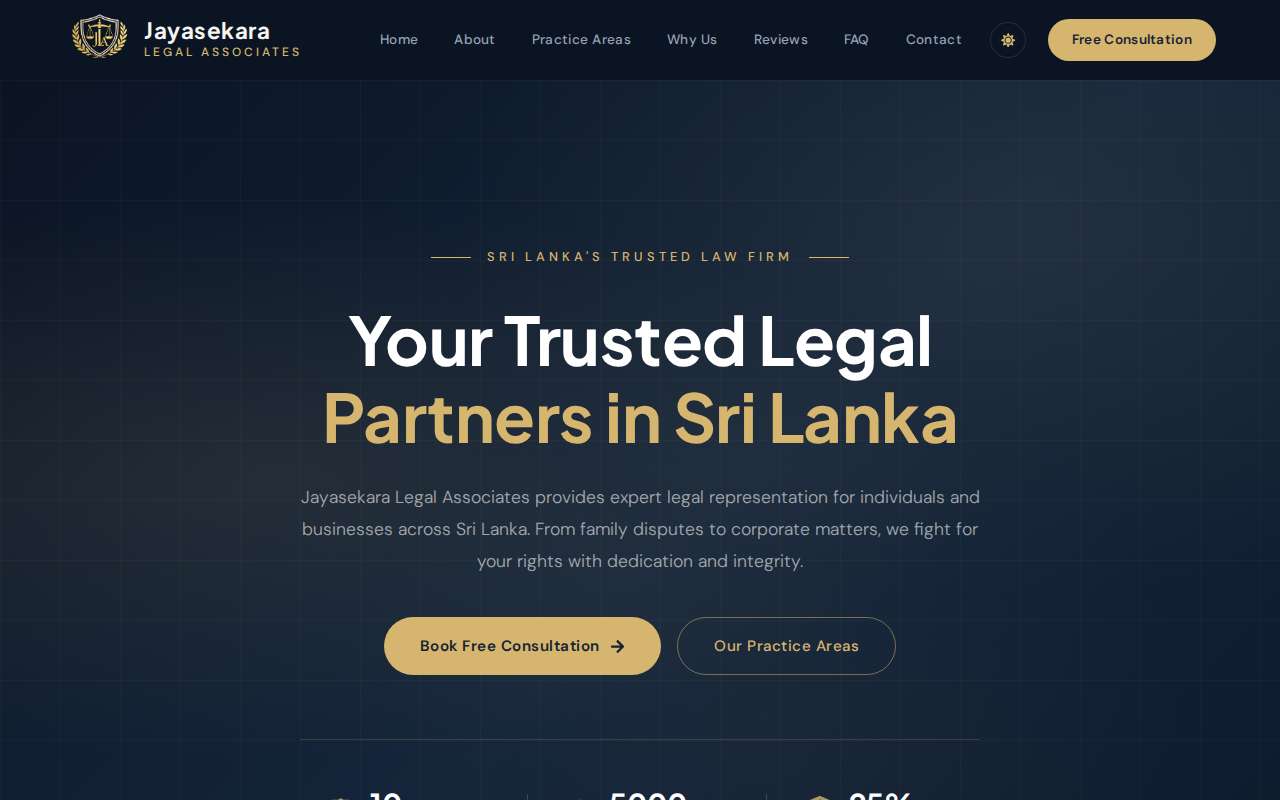 Jayasekara
LEGAL ASSOCIATES
Home
About
Practice Areas
Why Us
Reviews
FAQ
Contact
Free Consultation
SRI LANKA'S TRUSTED LAW FIRM
Your Trusted Legal
Partners in Sri Lanka
Jayasekara Legal Associates provides expert legal representation for individuals and
businesses across Sri Lanka. From family disputes to corporate matters, we fight for
your rights with dedication and integrity.
Book Free Consultation
Our Practice Areas